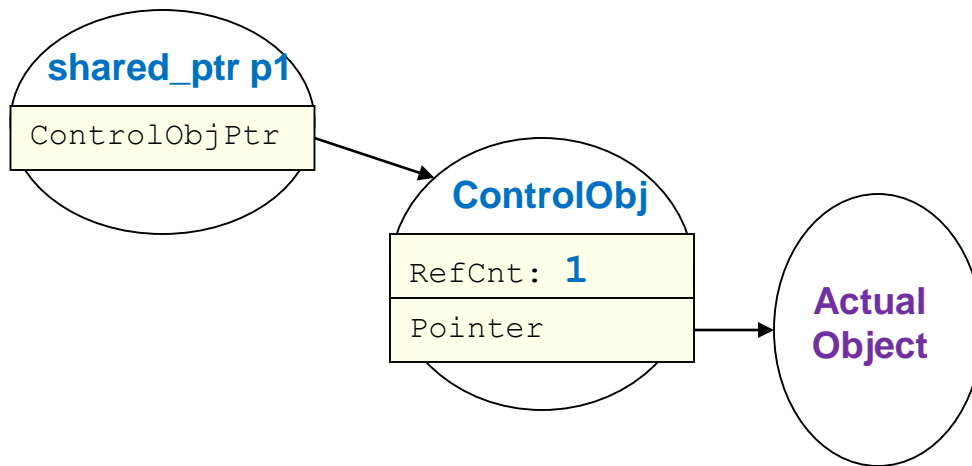 shared_ptr p1
ControlObjPtr
ControlObj
RefCnt: 1
Pointer
Actual
Object